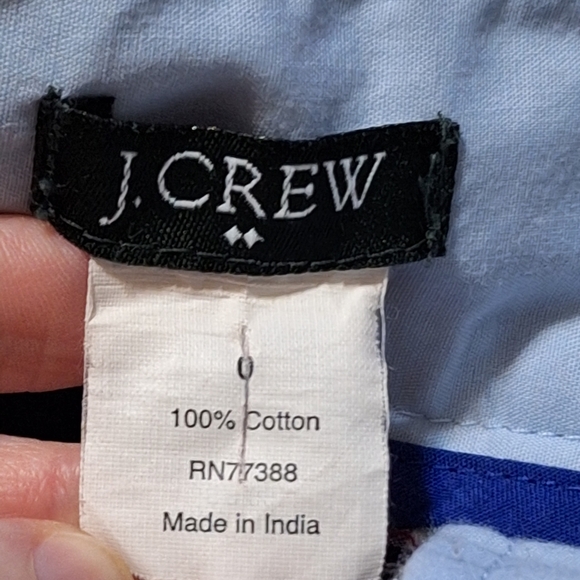 J.CREW
0
100% Cotton
RN77388
Made in India